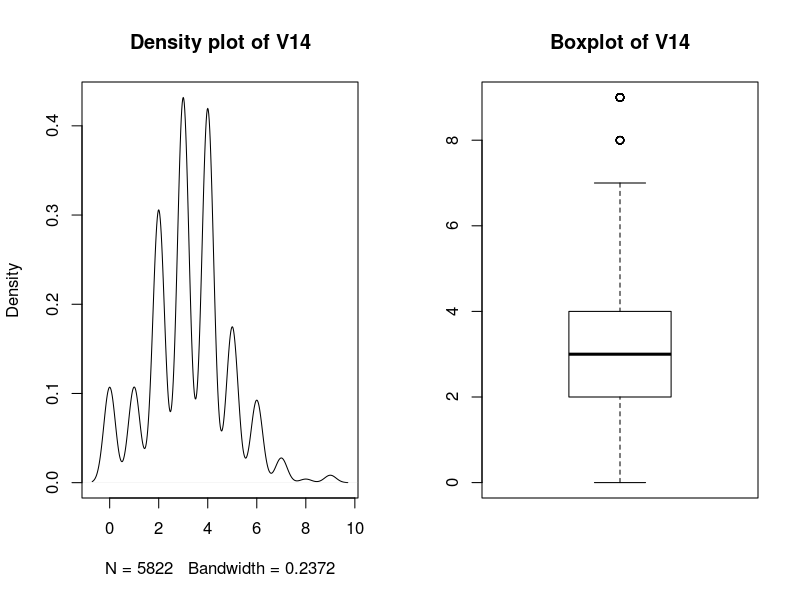 Density plot of V14
Density
0.0 0.1 0.2 0.3 0.4
0 2 4 6 8 10
N = 5822 Bandwidth = 0.2372
Boxplot of V14
0 2 4 6 8